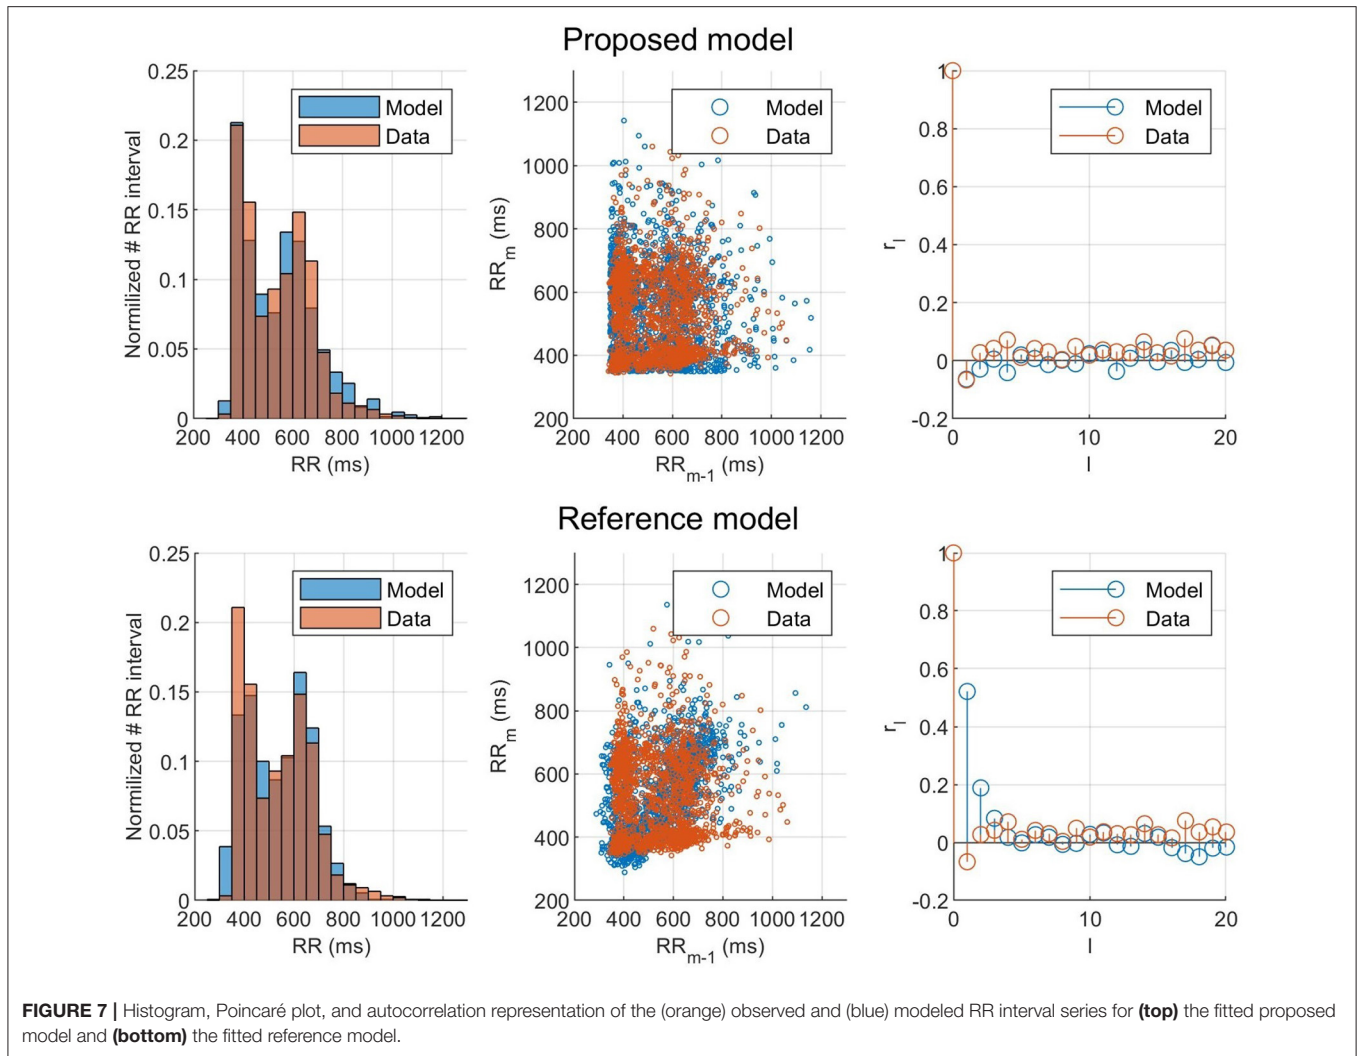 Proposed model
0.25
0.2
0.15
0.1
0.05
0
Normilized # RR interval
Model
Data
200 400 600 800 1000 1200
RR (ms)
1200
1000
800
600
400
200
RR_m (ms)
Model
Data
200 400 600 800 1000 1200
RR_m-1 (ms)
1
0.8
0.6
0.4
0.2
0
-0.2
r_l
Model
Data
0 10 20
l
Reference model
0.25
0.2
0.15
0.1
0.05
0
Normilized # RR interval
Model
Data
200 400 600 800 1000 1200
RR (ms)
1200
1000
800
600
400
200
RR_m (ms)
Model
Data
200 400 600 800 1000 1200
RR_m-1 (ms)
1
0.8
0.6
0.4
0.2
0
-0.2
r_l
Model
Data
0 10 20
l
FIGURE 7 | Histogram, Poincaré plot, and autocorrelation representation of the (orange) observed and (blue) modeled RR interval series for (top) the fitted proposed
model and (bottom) the fitted reference model.